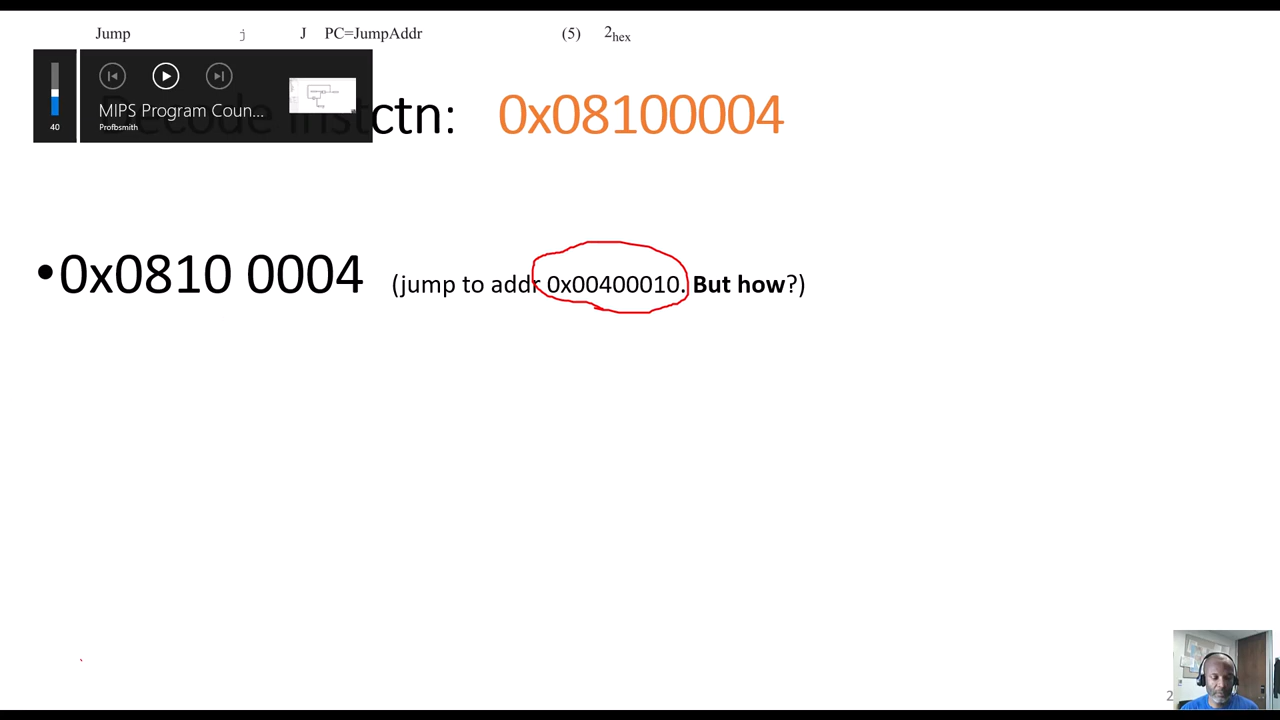 Jump j J PC=JumpAddr (5) 2hex
MIPS Program Coun...
Profbsmith
40
ctn: 0x08100004
•0x0810 0004 (jump to addr 0x00400010. But how?)
2